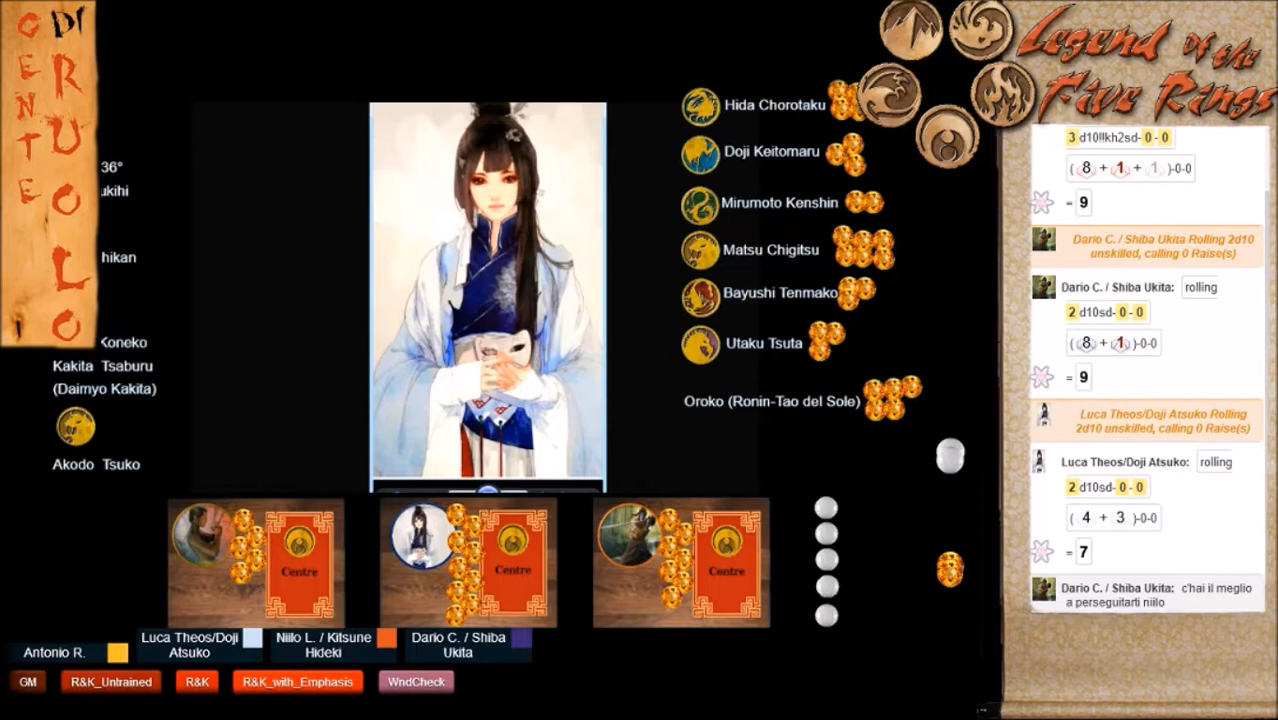 GENTE
DI
RUOLO
36°
ukihi
hikan
Koneko
Kakita Tsaburu
(Daimyo Kakita)
Akodo Tsuko
Hida Chorotaku
Doji Keitomaru
Mirumoto Kenshin
Matsu Chigitsu
Bayushi Tenmako
Utaku Tsuta
Oroko (Ronin-Tao del Sole)
Centre
Centre
Centre
Antonio R.
Luca Theos/Doji
Atsuko
Niilo L. / Kitsune
Hideki
Dario C. / Shiba
Ukita
GM
R&K_Untrained
R&K
R&K_with_Emphasis
WndCheck
Legend of the
Five Rings
3 d10!!kh2sd-0-0
(8+1+1)-0-0
= 9
Dario C. / Shiba Ukita Rolling 2d10
unskilled, calling 0 Raise(s)
Dario C. / Shiba Ukita: rolling
2 d10sd-0-0
(8+1)-0-0
= 9
Luca Theos/Doji Atsuko Rolling
2d10 unskilled, calling 0 Raise(s)
Luca Theos/Doji Atsuko: rolling
2 d10sd-0-0
(4+3)-0-0
= 7
Dario C. / Shiba Ukita: c'hai il meglio
a perseguitarti niilo